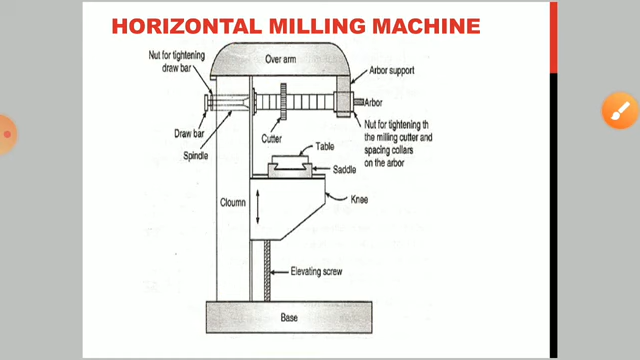 HORIZONTAL MILLING MACHINE
Nut for tightening
draw bar
Over arm
Arbor support
Arbor
Draw bar
Cutter
Nut for tightening th
the milling cutter and
spacing collars
on the arbor
Spindle
Table
Saddle
Cloumn
Knee
Elevating screw
Base